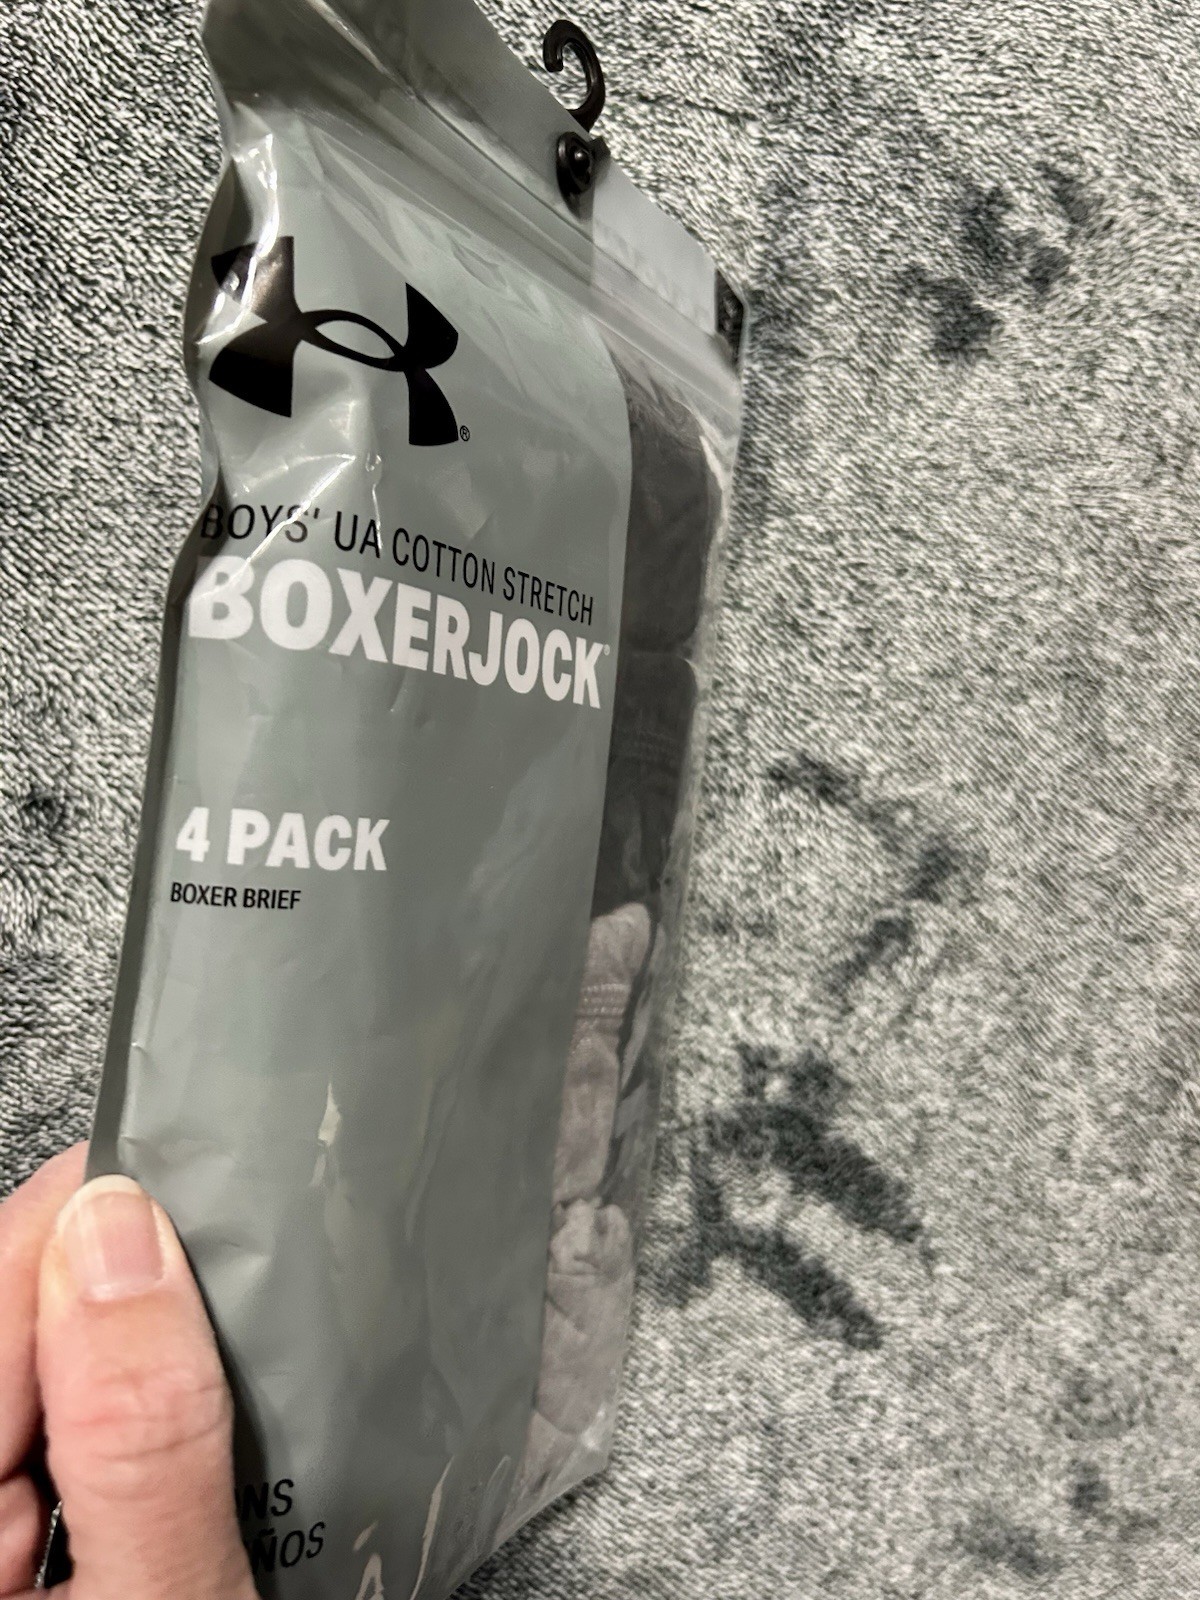 BOYS' UA COTTON STRETCH
BOXERJOCK®
4 PACK
BOXER BRIEF